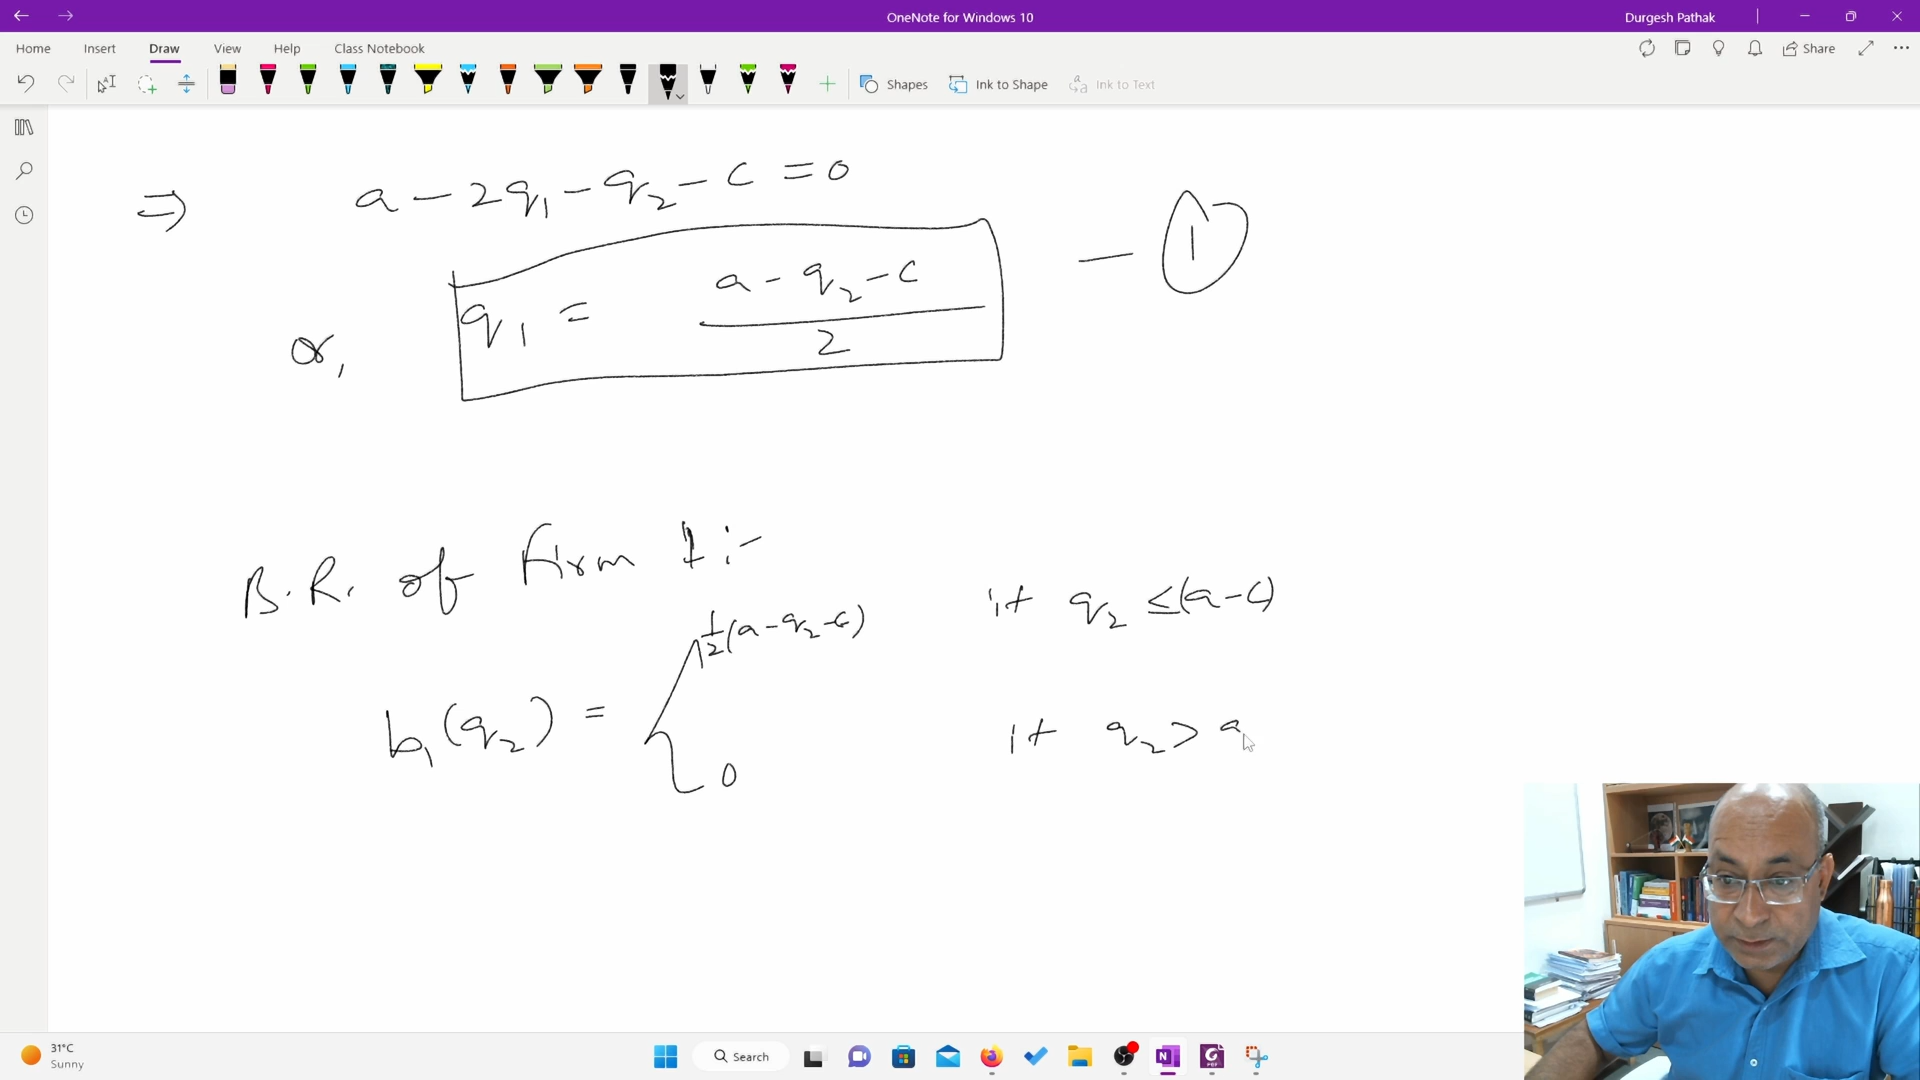 OneNote for Windows 10
Durgesh Pathak
Home Insert Draw View Help Class Notebook
Share
Shapes Ink to Shape Ink to Text
⇒ a - 2q₁ - q₂ - c = 0
or, q₁ = (a - q₂ - c)/2 — ①
B.R. of firm 1 :-
b₁(q₂) = { ½(a - q₂ - c) if q₂ ≤ (a - c)
0 if q₂ > a
31°C
Sunny
Search